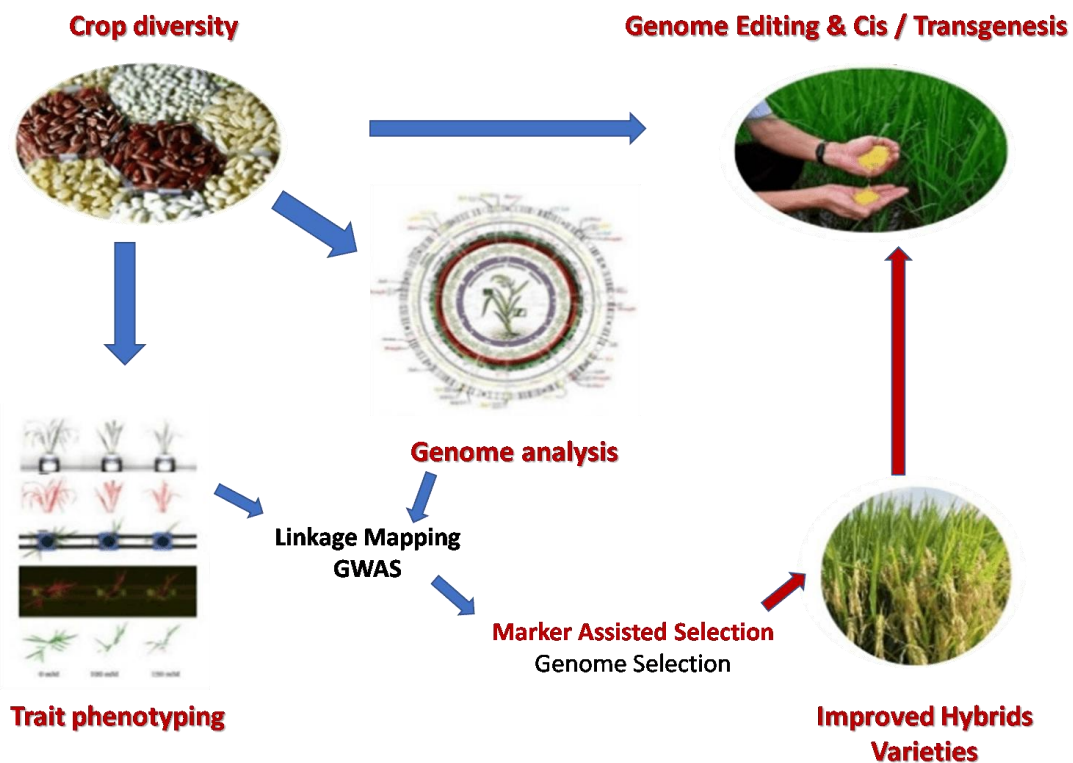 Crop diversity
Genome Editing & Cis / Transgenesis
Genome analysis
Linkage Mapping
GWAS
Marker Assisted Selection
Genome Selection
Trait phenotyping
Improved Hybrids
Varieties